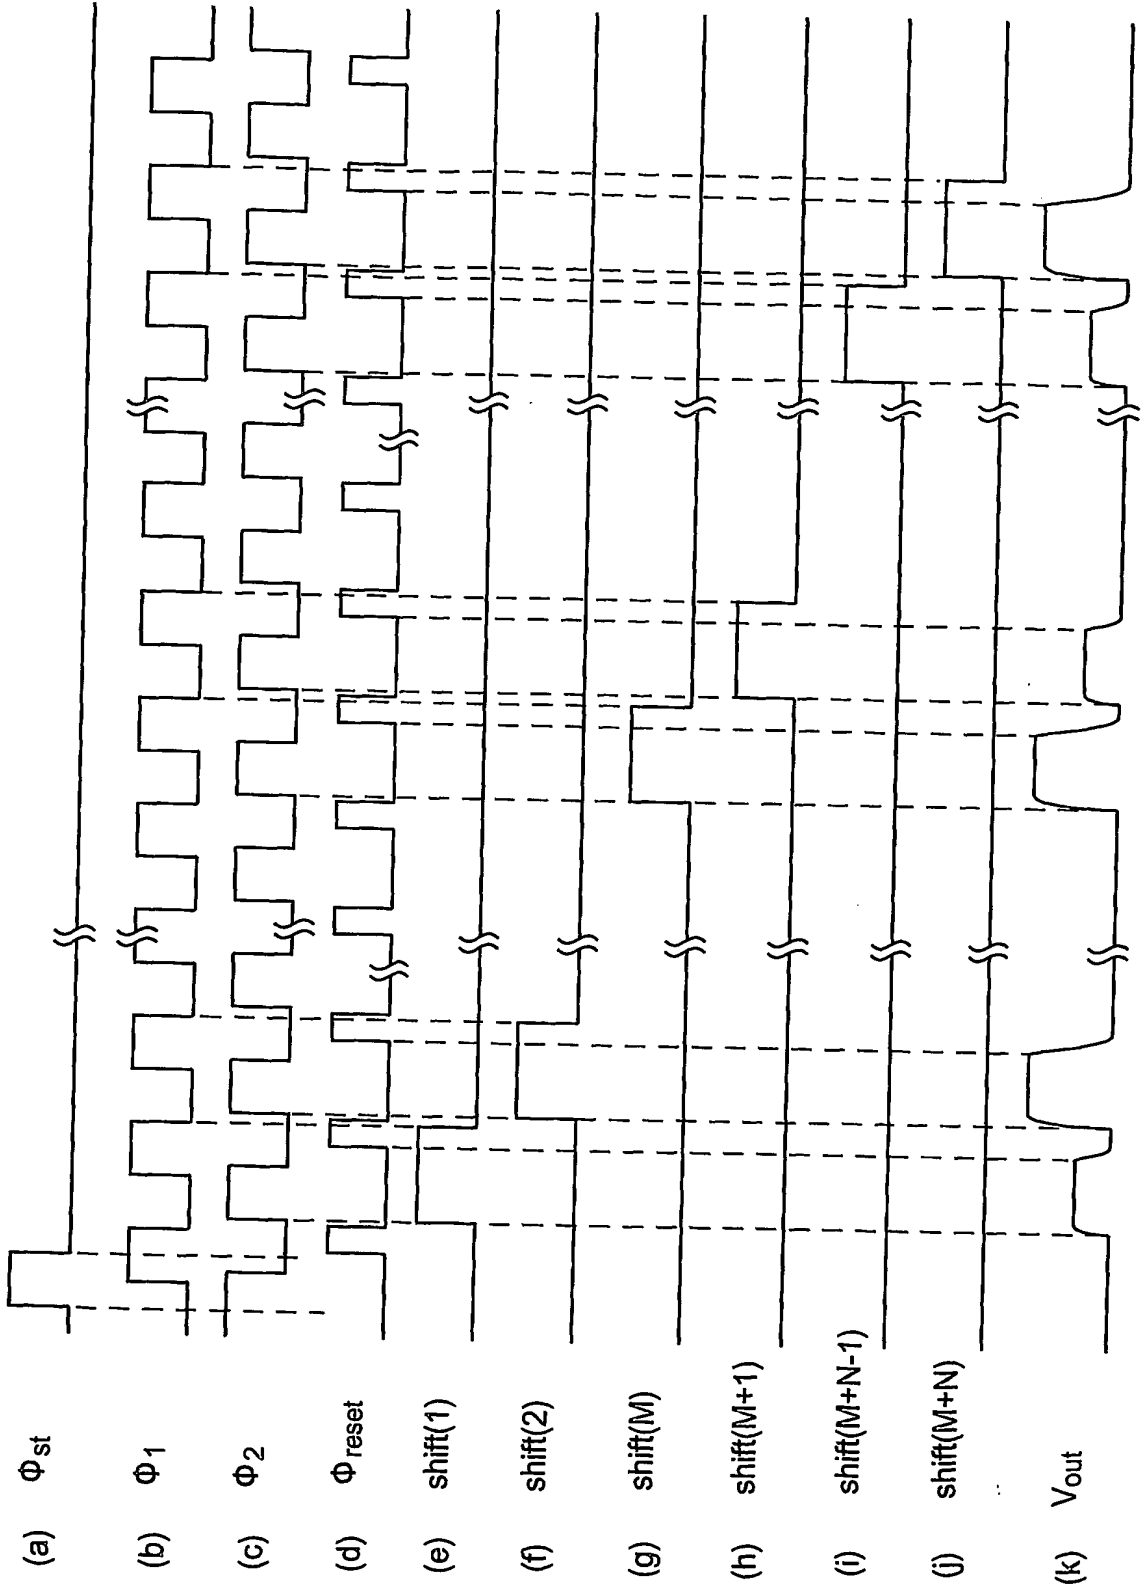 (a) Φst
(b) Φ1
(c) Φ2
(d) Φreset
(e) shift(1)
(f) shift(2)
(g) shift(M)
(h) shift(M+1)
(i) shift(M+N-1)
(j) shift(M+N)
(k) Vout